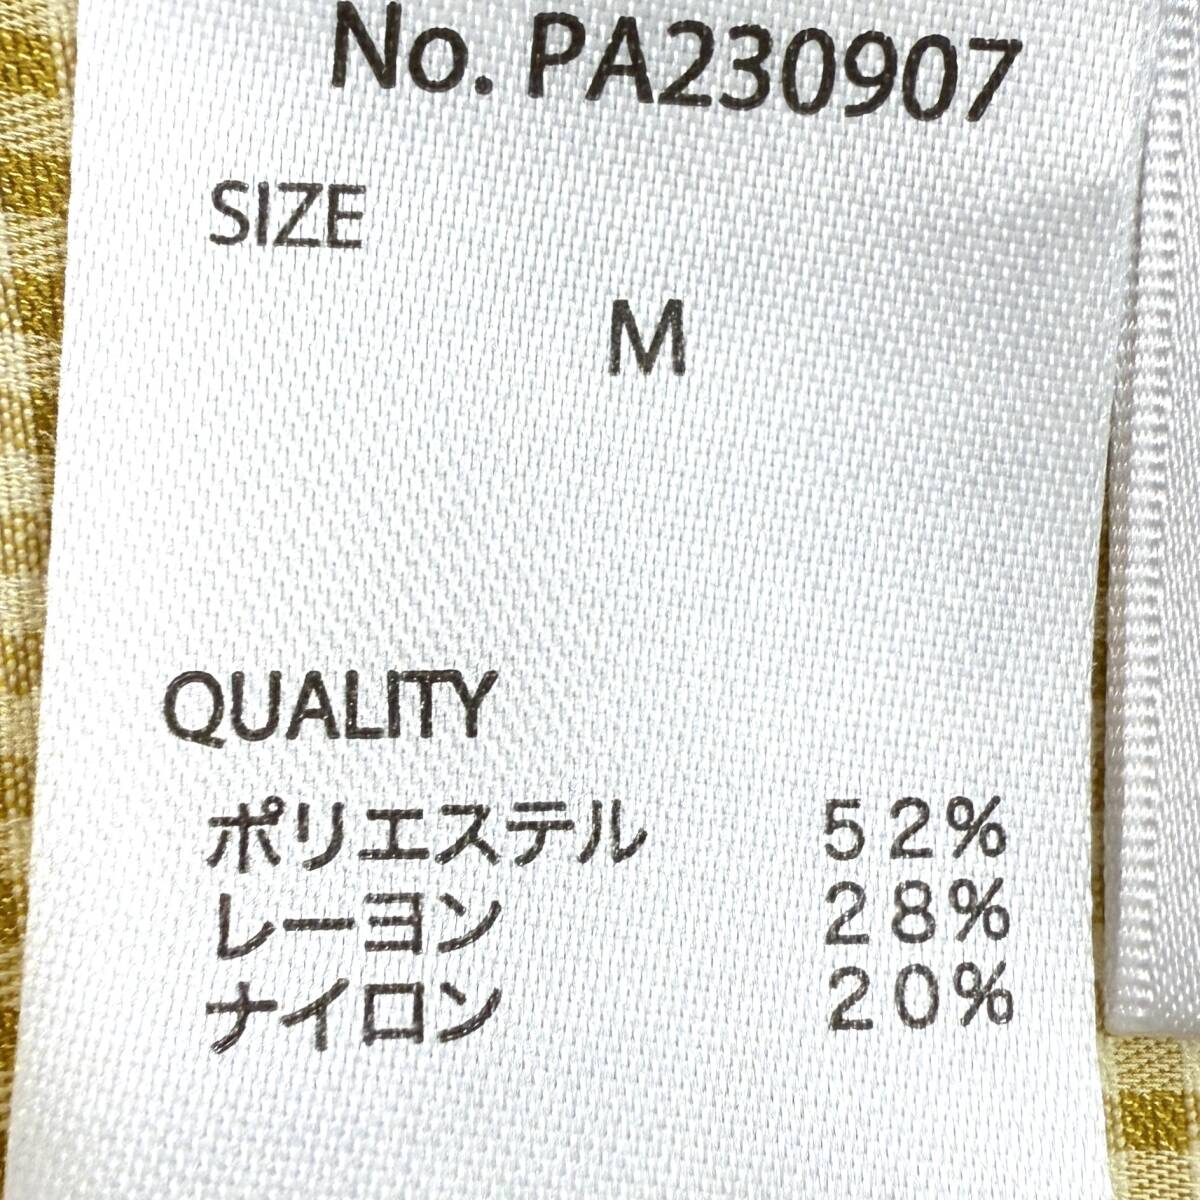 No. PA230907
SIZE
M
QUALITY
ポリエステル 52%
レーヨン 28%
ナイロン 20%